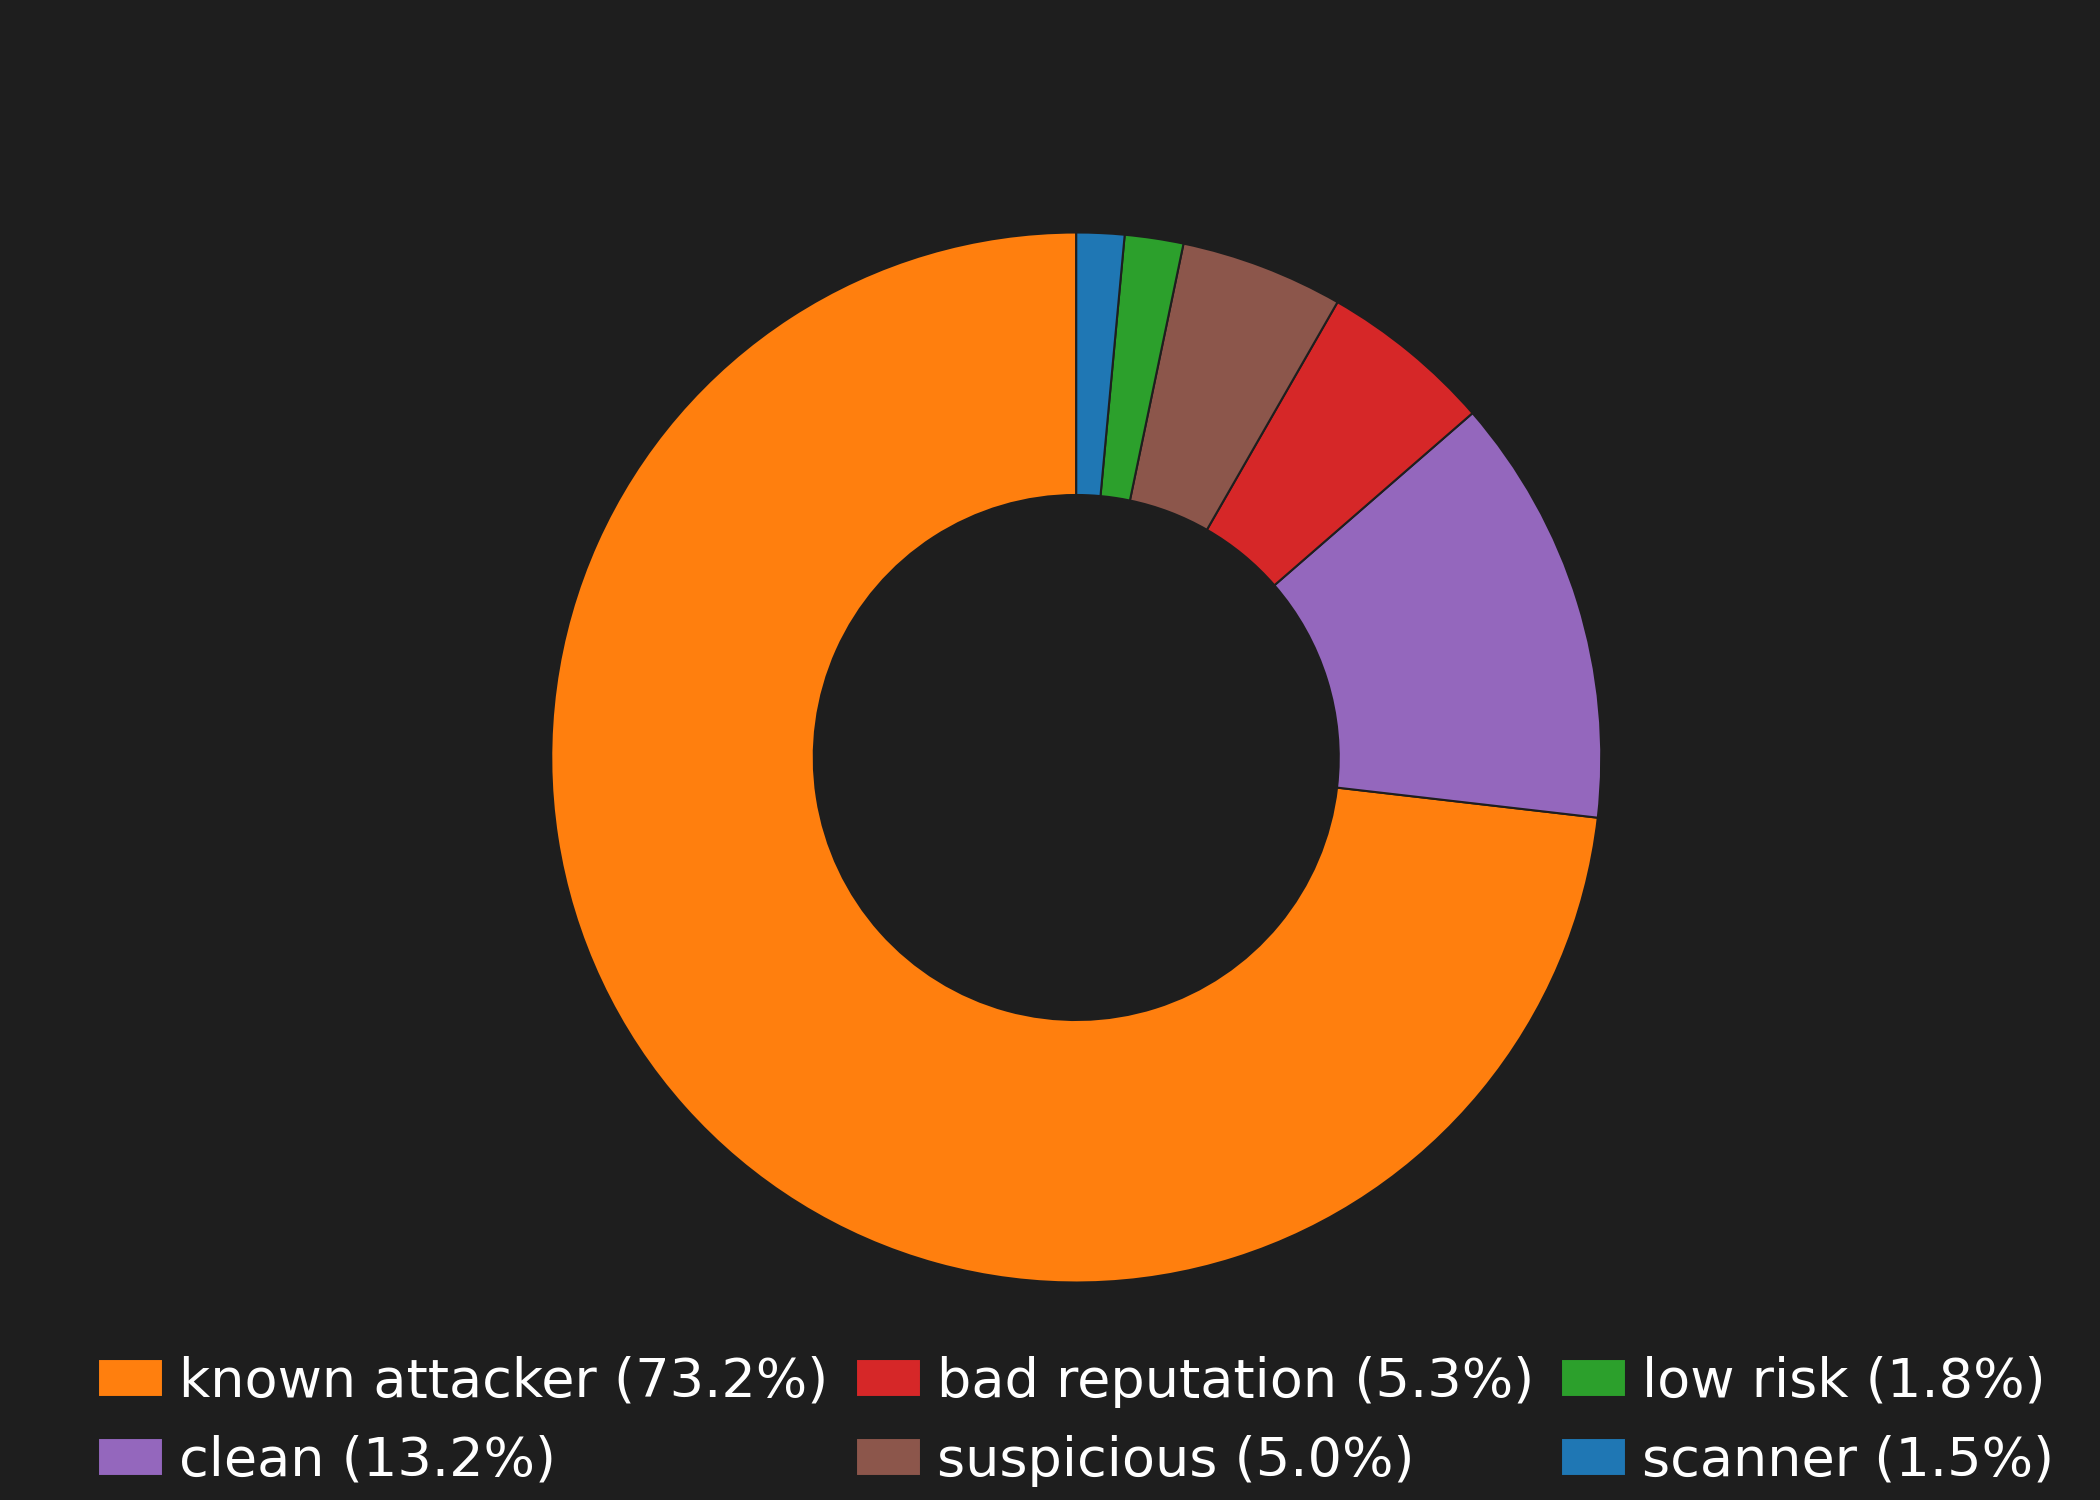 known attacker (73.2%) bad reputation (5.3%) low risk (1.8%)
clean (13.2%) suspicious (5.0%) scanner (1.5%)